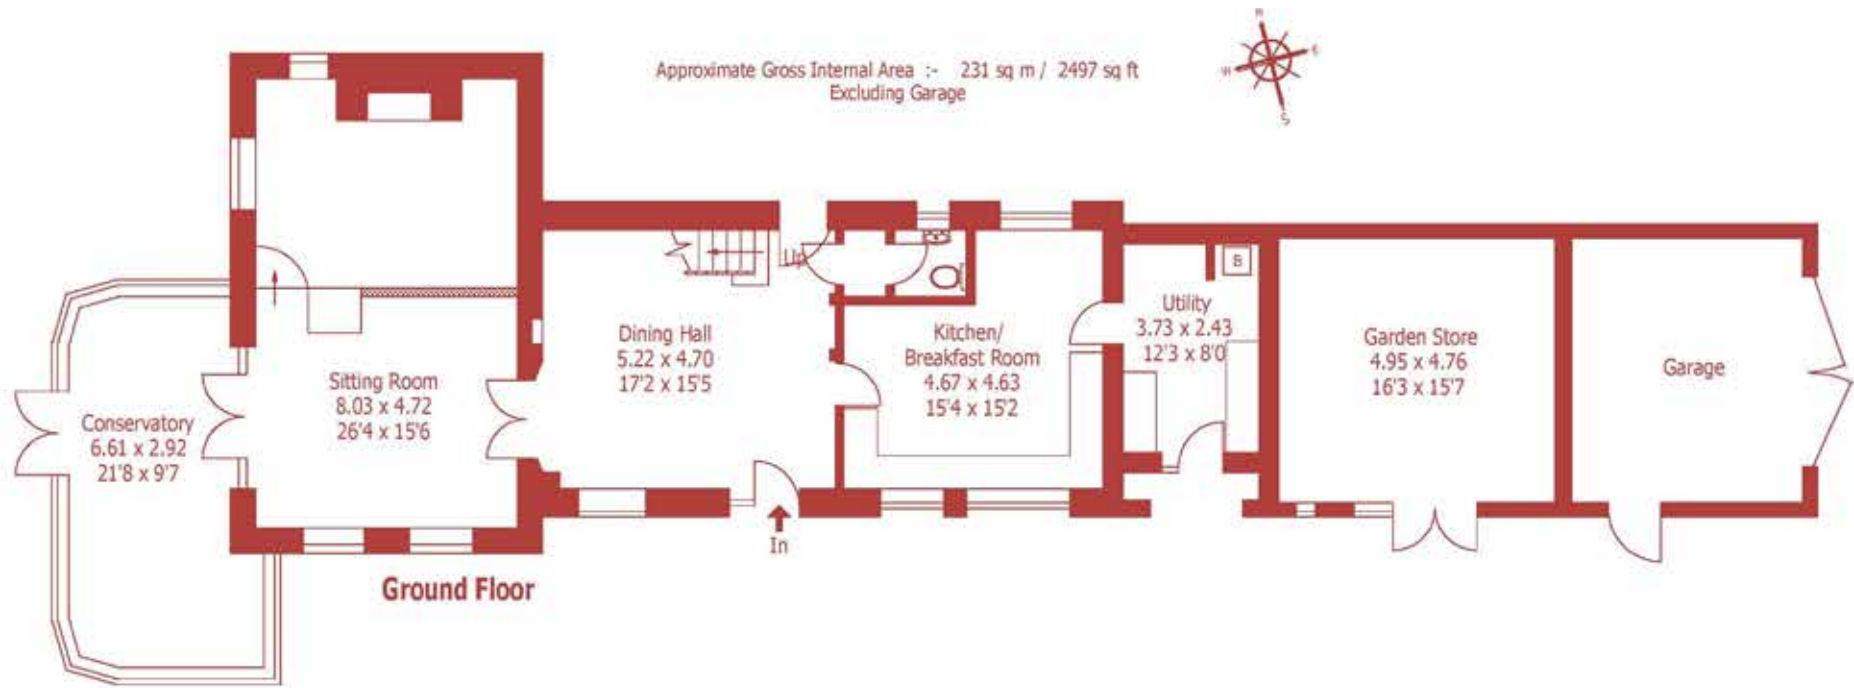 N
E
W
S
Approximate Gross Internal Area :- 231 sq m / 2497 sq ft
Excluding Garage
Up
B
Utility
3.73 x 2.43
12'3 x 8'0
Dining Hall
5.22 x 4.70
17'2 x 15'5
Kitchen/
Breakfast Room
4.67 x 4.63
15'4 x 15'2
Garden Store
4.95 x 4.76
16'3 x 15'7
Garage
Sitting Room
8.03 x 4.72
26'4 x 15'6
Conservatory
6.61 x 2.92
21'8 x 9'7
In
Ground Floor